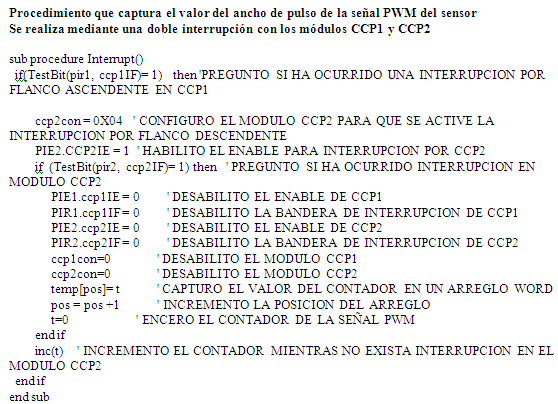 Procedimiento que captura el valor del ancho de pulso de la señal PWM del sensor
Se realiza mediante una doble interrupción con los módulos CCP1 y CCP2
sub procedure Interrupt()
if(TestBit(pir1, ccp1IF)= 1) then'PREGUNTO SI HA OCURRIDO UNA INTERRUPCION POR
FLANCO ASCENDENTE EN CCP1
ccp2con = 0X04 ' CONFIGURO EL MODULO CCP2 PARA QUE SE ACTIVE LA
INTERRUPCION POR FLANCO DESCENDENTE
PIE2.CCP2IE = 1 ' HABILITO EL ENABLE PARA INTERRUPCION POR CCP2
if (TestBit(pir2, ccp2IF)= 1) then ' PREGUNTO SI HA OCURRIDO INTERRUPCION EN
MODULO CCP2
PIE1.ccp1IE = 0 ' DESABILITO EL ENABLE DE CCP1
PIR1.ccp1IF = 0 ' DESABILITO LA BANDERA DE INTERRUPCION DE CCP1
PIE2.ccp2IE = 0 ' DESABILITO EL ENABLE DE CCP2
PIR2.ccp2IF = 0 ' DESABILITO LA BANDERA DE INTERRUPCION DE CCP2
ccp1con=0 ' DESABILITO EL MODULO CCP1
ccp2con=0 ' DESABILITO EL MODULO CCP2
temp[pos]= t ' CAPTURO EL VALOR DEL CONTADOR EN UN ARREGLO WORD
pos = pos +1 ' INCREMENTO LA POSICION DEL ARREGLO
t=0 ' ENCERO EL CONTADOR DE LA SEÑAL PWM
end if
inc(t) ' INCREMENTO EL CONTADOR MIENTRAS NO EXISTA INTERRUPCION EN EL
MODULO CCP2
end if
end sub